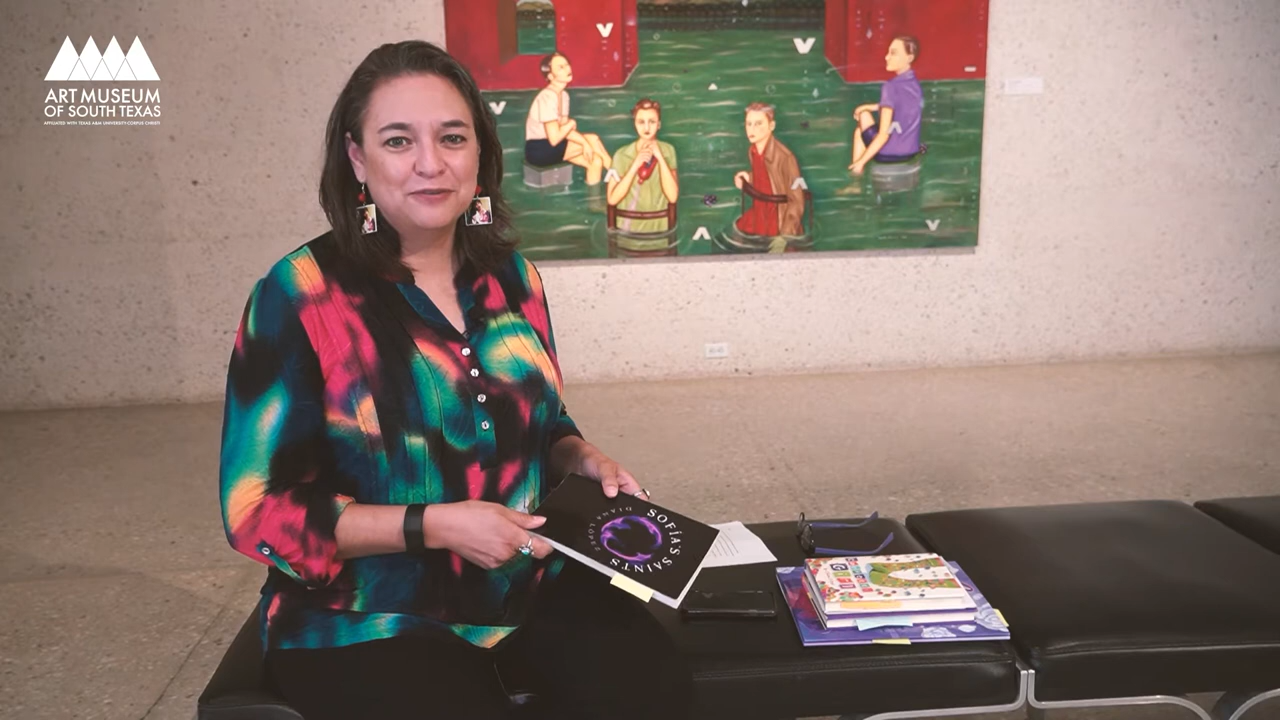 ART MUSEUM
OF SOUTH TEXAS
AFFILIATED WITH TEXAS A&M UNIVERSITY-CORPUS CHRISTI
SOFÍA'S SAINTS
DIANE LÓPEZ